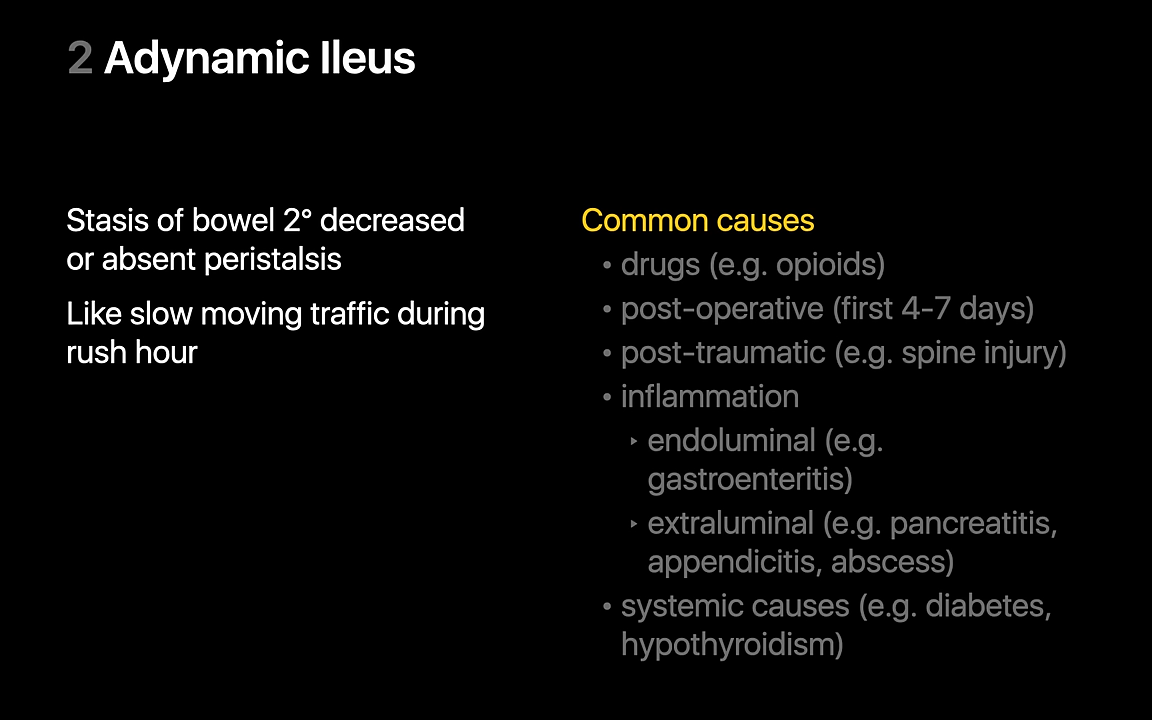 2 Adynamic Ileus
Stasis of bowel 2° decreased
or absent peristalsis
Like slow moving traffic during
rush hour
Common causes
• drugs (e.g. opioids)
• post-operative (first 4-7 days)
• post-traumatic (e.g. spine injury)
• inflammation
‣ endoluminal (e.g.
gastroenteritis)
‣ extraluminal (e.g. pancreatitis,
appendicitis, abscess)
• systemic causes (e.g. diabetes,
hypothyroidism)